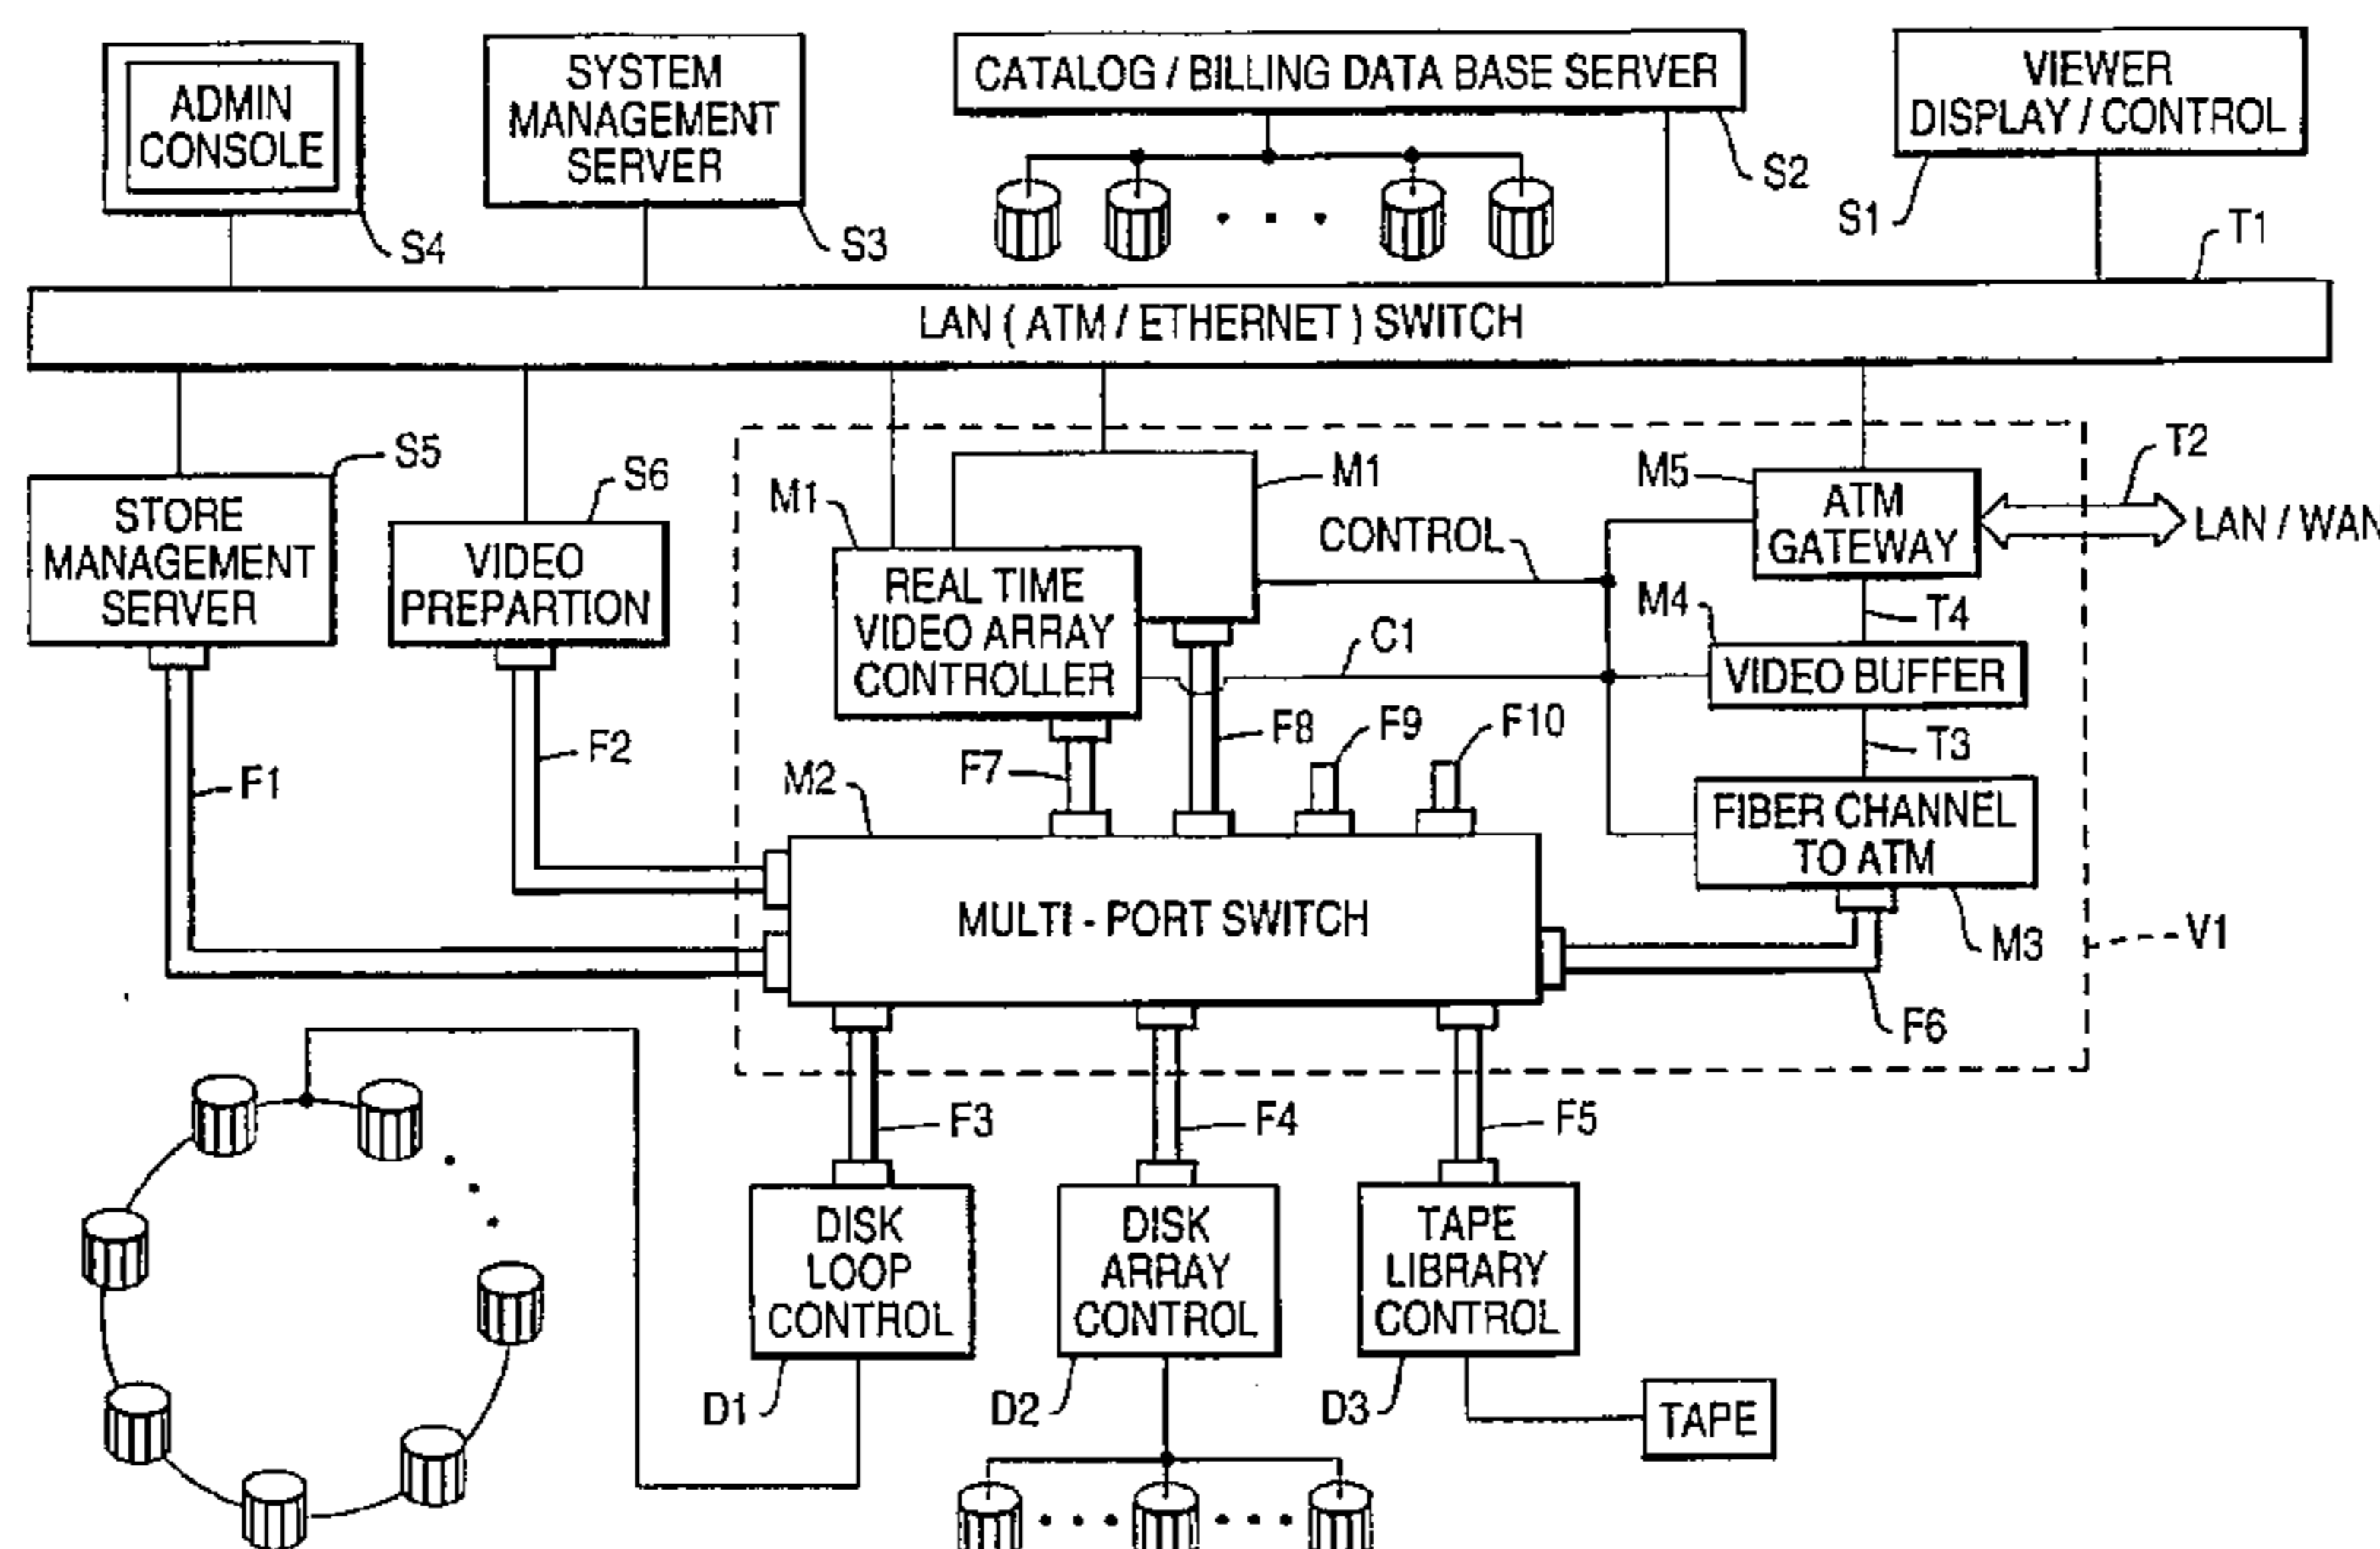 ADMIN
CONSOLE
S4
SYSTEM
MANAGEMENT
SERVER
S3
CATALOG / BILLING DATA BASE SERVER
S2
VIEWER
DISPLAY / CONTROL
S1
T1
LAN ( ATM / ETHERNET ) SWITCH
STORE
MANAGEMENT
SERVER
S5
VIDEO
PREPARTION
S6
M1
M1
REAL TIME
VIDEO ARRAY
CONTROLLER
CONTROL
C1
M5
ATM
GATEWAY
T2
LAN / WAN
T4
M4
VIDEO BUFFER
T3
FIBER CHANNEL
TO ATM
M3
V1
F1
F2
F7
F8
F9
F10
M2
MULTI - PORT SWITCH
F6
F3
F4
F5
DISK
LOOP
CONTROL
D1
DISK
ARRAY
CONTROL
D2
TAPE
LIBRARY
CONTROL
D3
TAPE